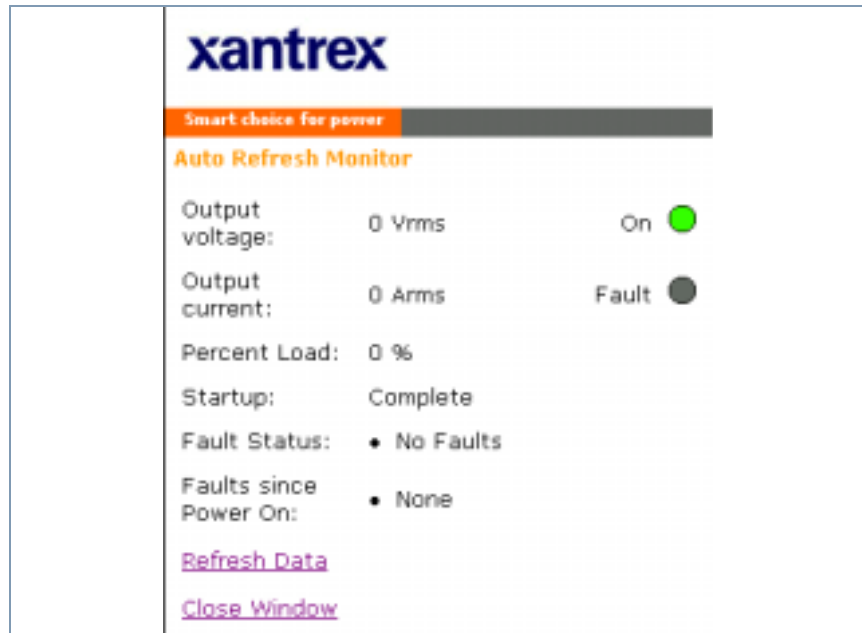 xantrex
Smart choice for power
Auto Refresh Monitor
Output
voltage:
0 Vrms
On
Output
current:
0 Arms
Fault
Percent Load: 0 %
Startup: Complete
Fault Status: • No Faults
Faults since
Power On:
• None
Refresh Data
Close Window